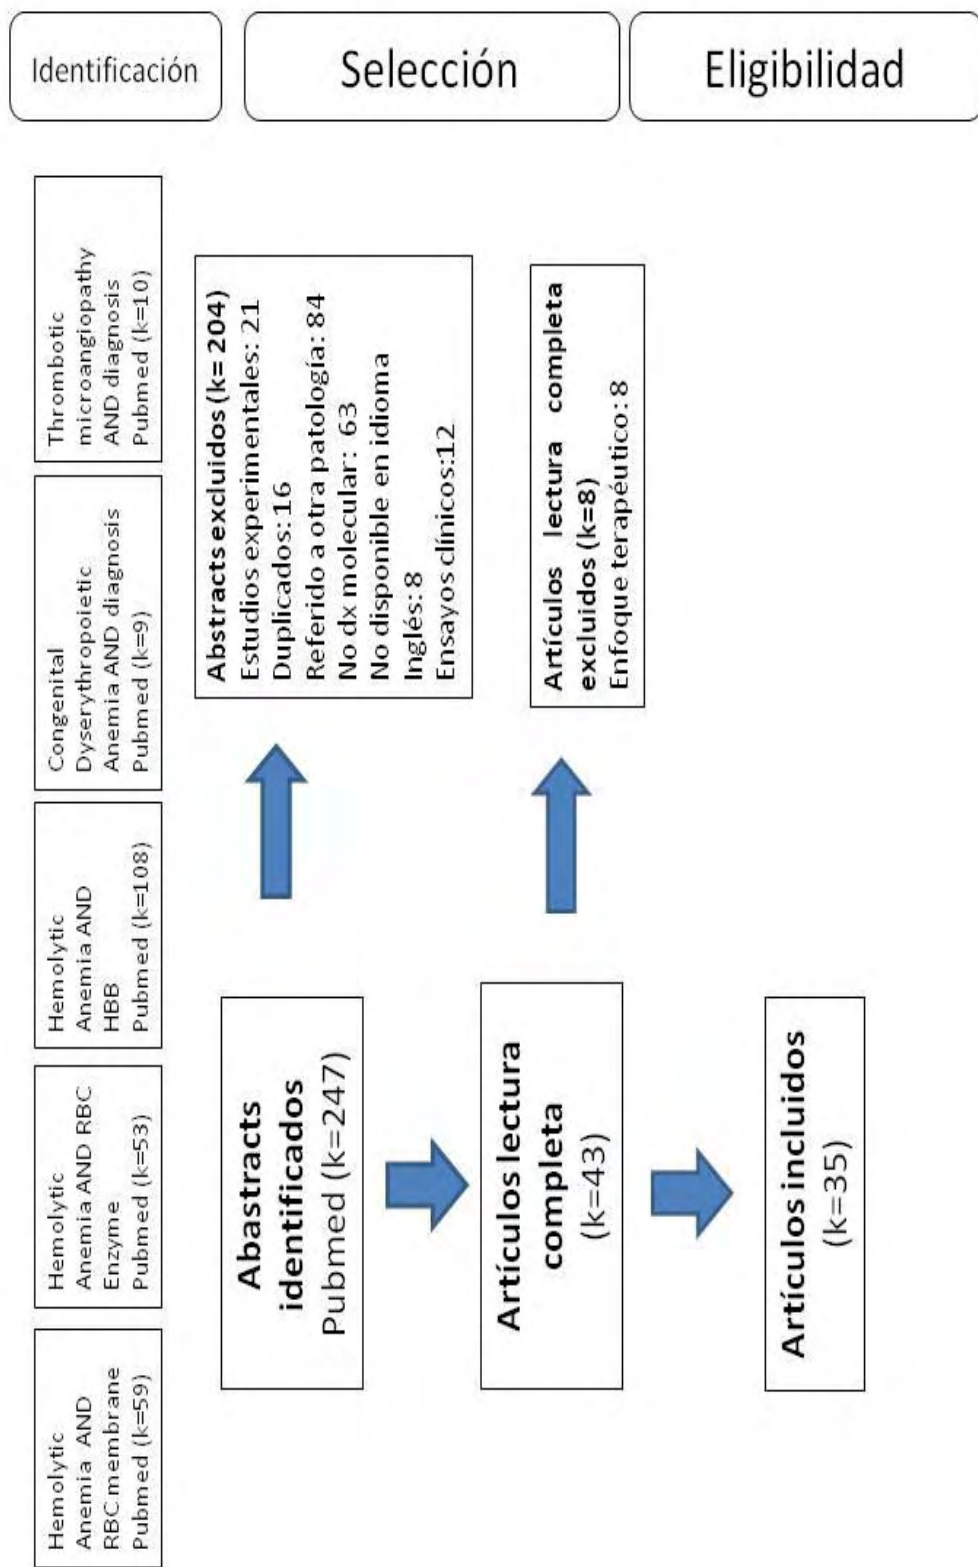 Identificación
Selección
Eligibilidad
Hemolytic
Anemia AND
RBC membrane
Pubmed (k=59)
Hemolytic
Anemia AND RBC
Enzyme
Pubmed (k=53)
Hemolytic
Anemia AND
HBB
Pubmed (k=108)
Congenital
Dyserythropoietic
Anemia AND diagnosis
Pubmed (k=9)
Thrombotic
microangiopathy
AND diagnosis
Pubmed (k=10)
Abastracts
identificados
Pubmed (k=247)
Abstracts excluidos (k= 204)
Estudios experimentales: 21
Duplicados: 16
Referido a otra patología: 84
No dx molecular: 63
No disponible en idioma
Inglés: 8
Ensayos clínicos:12
Artículos lectura
completa
(k=43)
Artículos lectura completa
excluidos (k=8)
Enfoque terapéutico: 8
Artículos incluidos
(k=35)